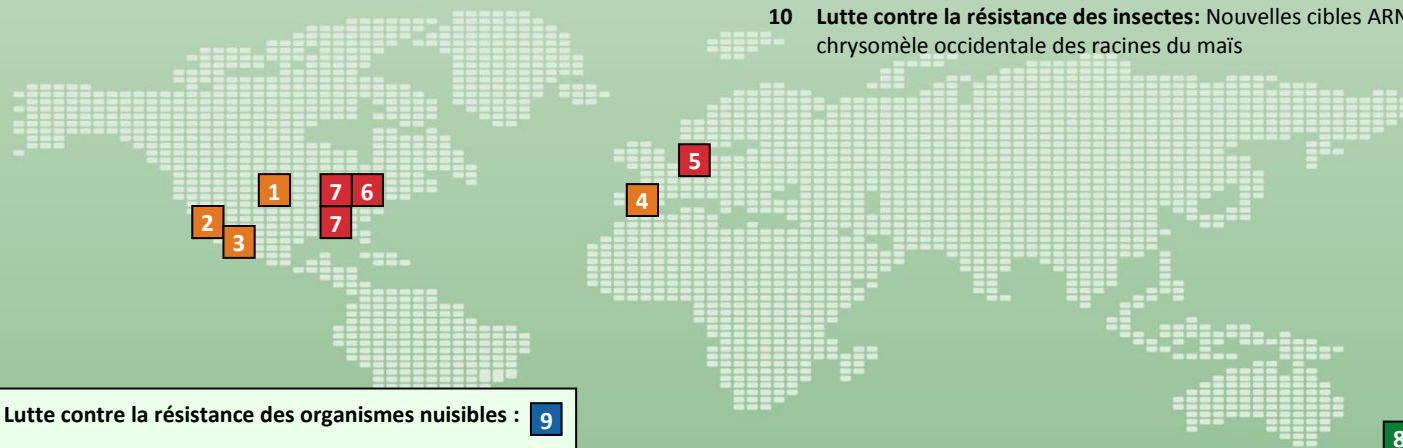 10 Lutte contre la résistance des insectes: Nouvelles cibles ARN
chrysomèle occidentale des racines du maïs
5
1 7 6
4
2 7
3
Lutte contre la résistance des organismes nuisibles : 9
8